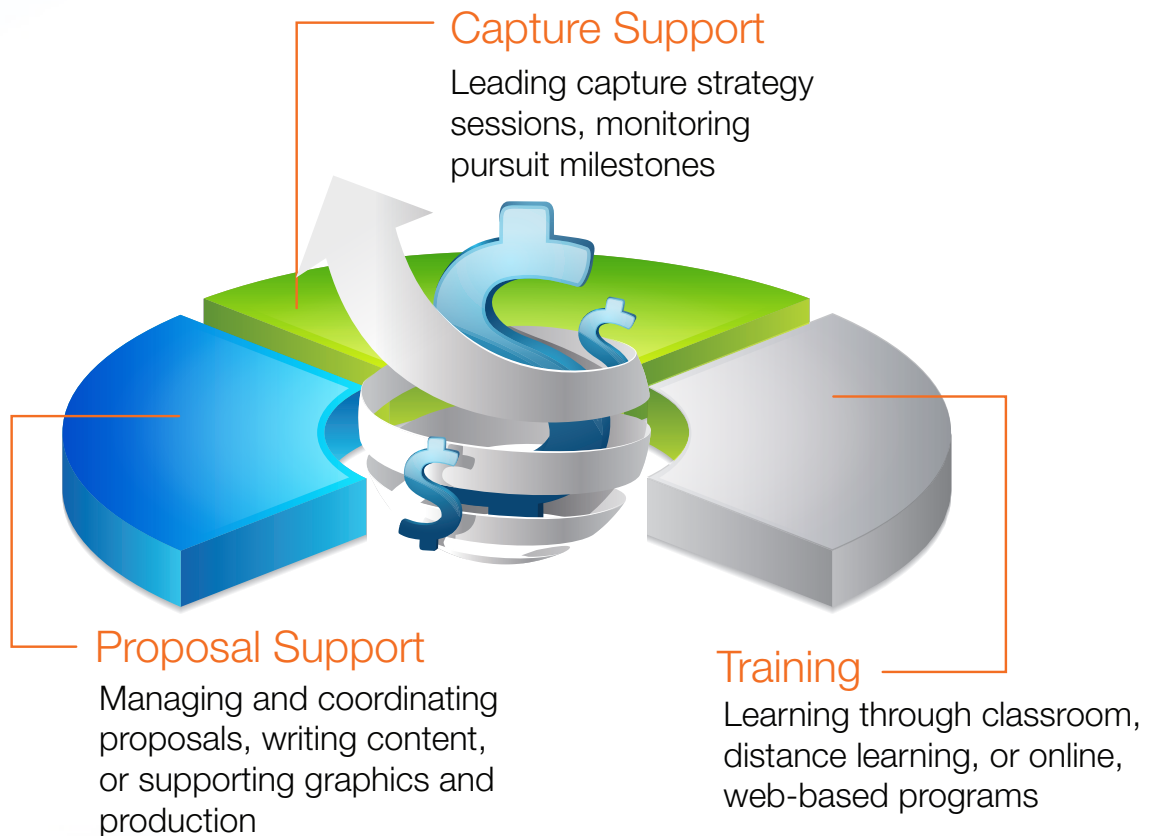 Capture Support
Leading capture strategy
sessions, monitoring
pursuit milestones
Proposal Support
Managing and coordinating
proposals, writing content,
or supporting graphics and
production
Training
Learning through classroom,
distance learning, or online,
web-based programs